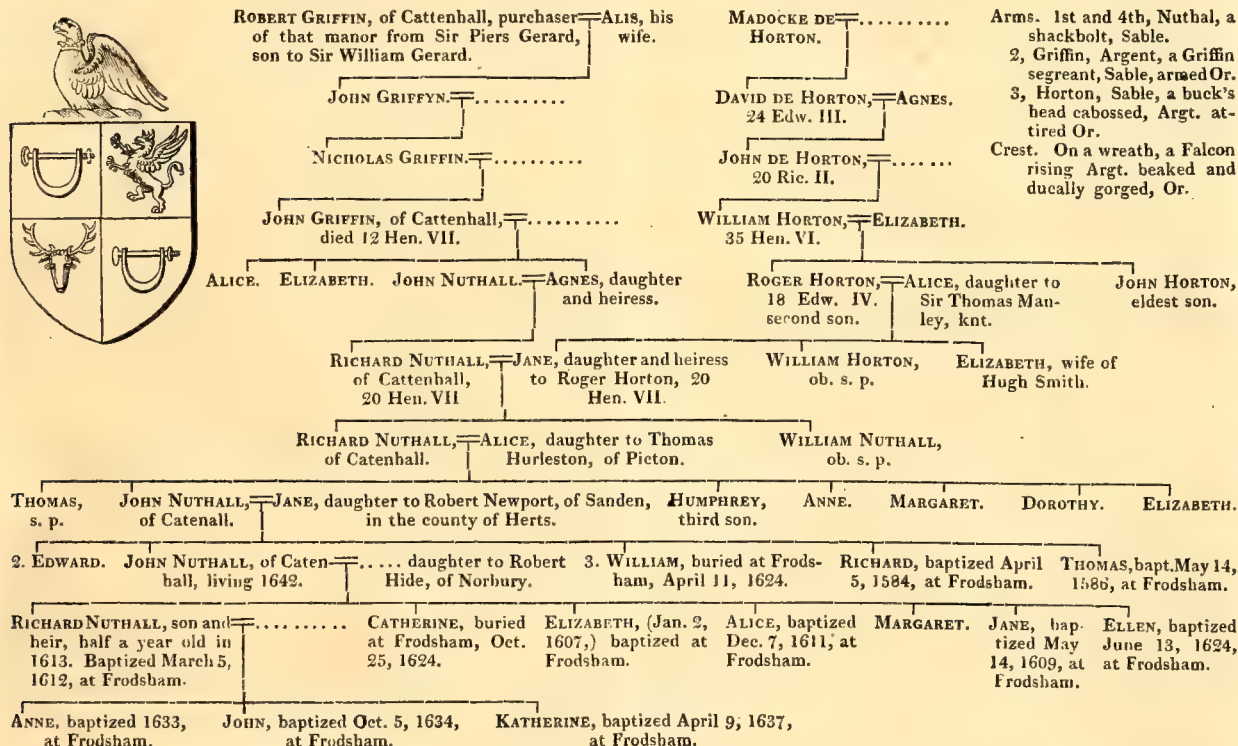 ROBERT GRIFFIN, of Cattenhall, purchaser
of that manor from Sir Piers Gerard,
son to Sir William Gerard.
ALIS, his
wife.
MADOCKE DE ..........
HORTON.
Arms. 1st and 4th, Nuthal, a
shackbolt, Sable.
2, Griffin, Argent, a Griffin
segreant, Sable, armed Or.
3, Horton, Sable, a buck's
head cabossed, Argt. at-
tired Or.
Crest. On a wreath, a Falcon
rising Argt. beaked and
ducally gorged, Or.
JOHN GRIFFYN. ..........
DAVID DE HORTON,
24 Edw. III.
AGNES.
NICHOLAS GRIFFIN. ..........
JOHN DE HORTON, ........
20 Ric. II.
JOHN GRIFFIN, of Cattenhall, ..........
died 12 Hen. VII.
WILLIAM HORTON,
35 Hen. VI.
ELIZABETH.
ALICE. ELIZABETH. JOHN NUTHALL.
AGNES, daughter
and heiress.
ROGER HORTON,
18 Edw. IV.
second son.
ALICE, daughter to
Sir Thomas Man-
ley, knt.
JOHN HORTON,
eldest son.
RICHARD NUTHALL,
of Cattenhall,
20 Hen. VII
JANE, daughter and heiress
to Roger Horton, 20
Hen. VII.
WILLIAM HORTON,
ob. s. p.
ELIZABETH, wife of
Hugh Smith.
RICHARD NUTHALL,
of Catenhall.
ALICE, daughter to Thomas
Hurleston, of Picton.
WILLIAM NUTHALL,
ob. s. p.
THOMAS,
s. p.
JOHN NUTHALL,
of Catenall.
JANE, daughter to Robert Newport, of Sanden,
in the county of Herts.
HUMPHREY,
third son.
ANNE. MARGARET. DOROTHY. ELIZABETH.
2. EDWARD.
JOHN NUTHALL, of Caten-
hall, living 1642.
..... daughter to Robert
Hide, of Norbury.
3. WILLIAM, buried at Frods-
ham, April 11, 1624.
RICHARD, baptized April
5, 1584, at Frodsham.
THOMAS, bapt. May 14,
1586, at Frodsham.
RICHARD NUTHALL, son and ..........
heir, half a year old in
1613. Baptized March 5,
1612, at Frodsham.
CATHERINE, buried
at Frodsham, Oct.
25, 1624.
ELIZABETH, (Jan. 2,
1607,) baptized at
Frodsham.
ALICE, baptized
Dec. 7, 1611, at
Frodsham.
MARGARET.
JANE, bap-
tized May
14, 1609, at
Frodsham.
ELLEN, baptized
June 13, 1624,
at Frodsham.
ANNE, baptized 1633,
at Frodsham.
JOHN, baptized Oct. 5, 1634,
at Frodsham.
KATHERINE, baptized April 9, 1637,
at Frodsham.